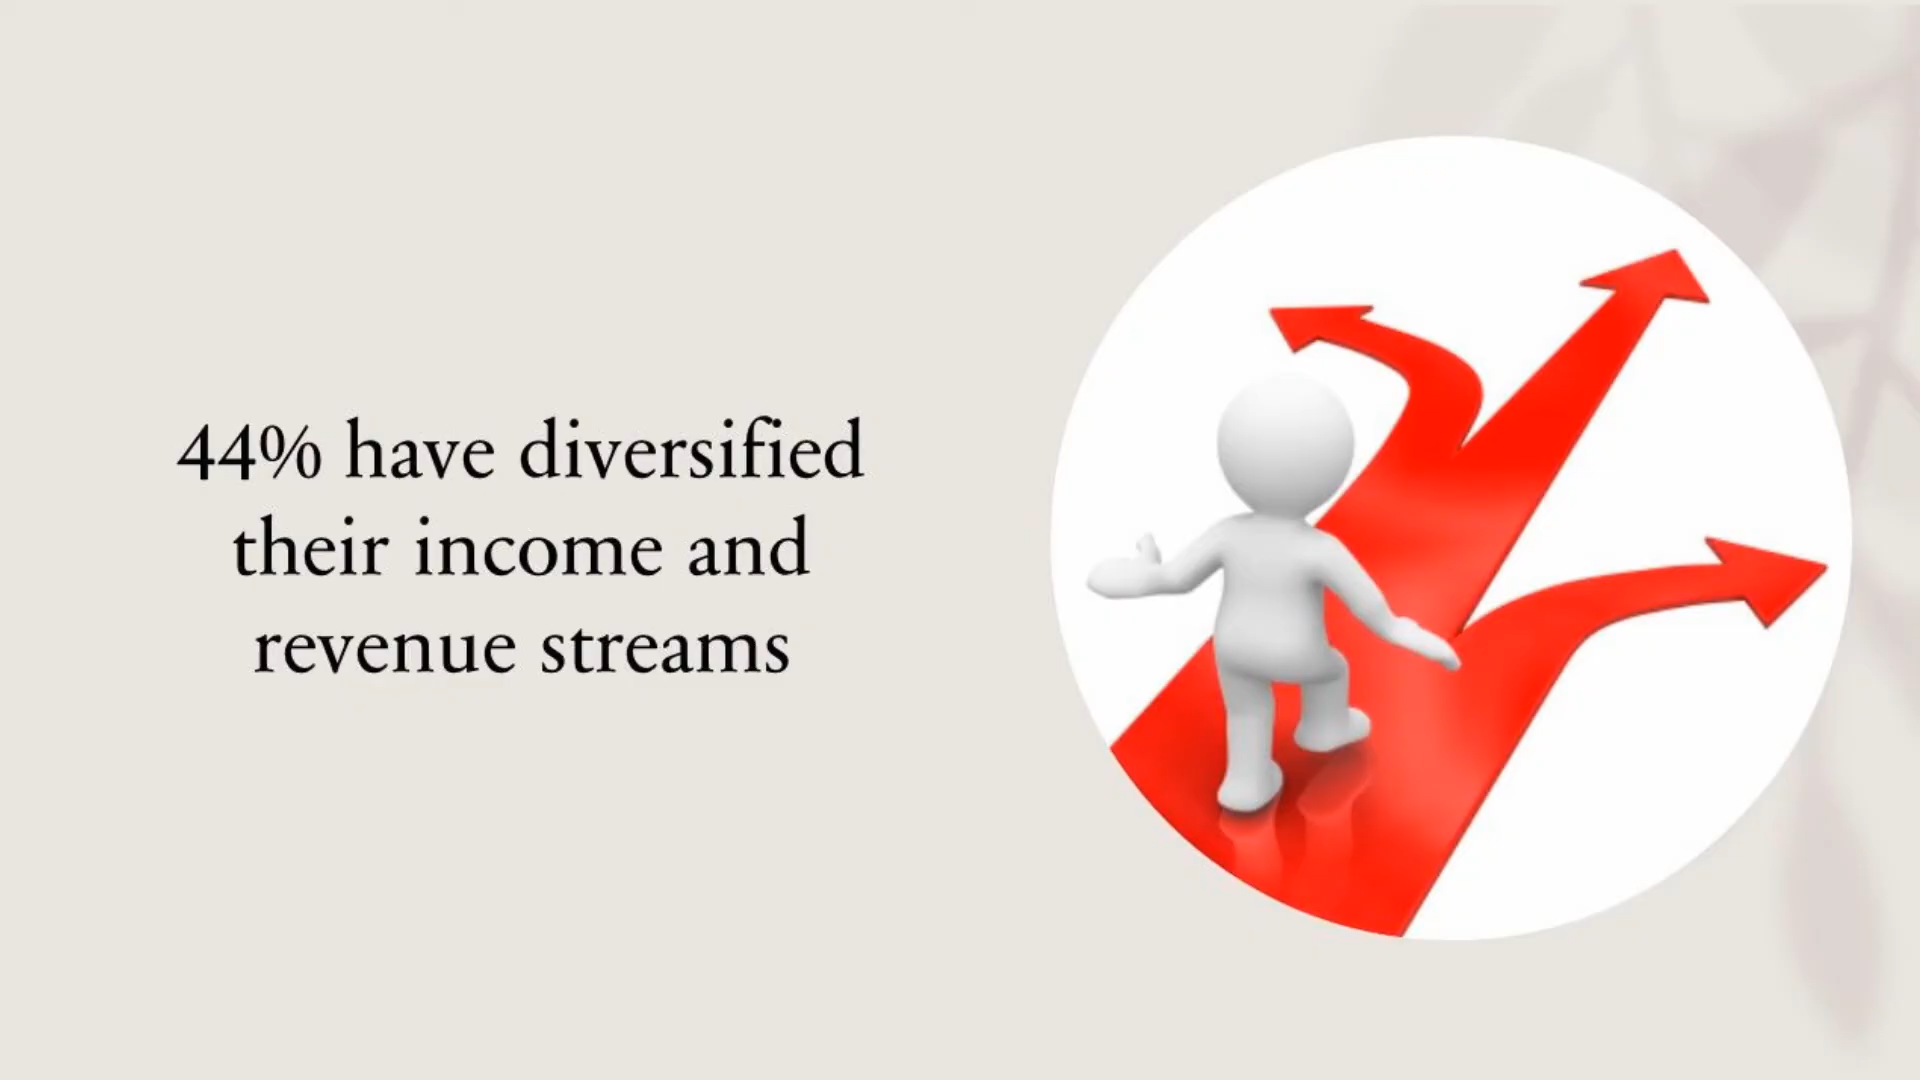 44% have diversified
their income and
revenue streams